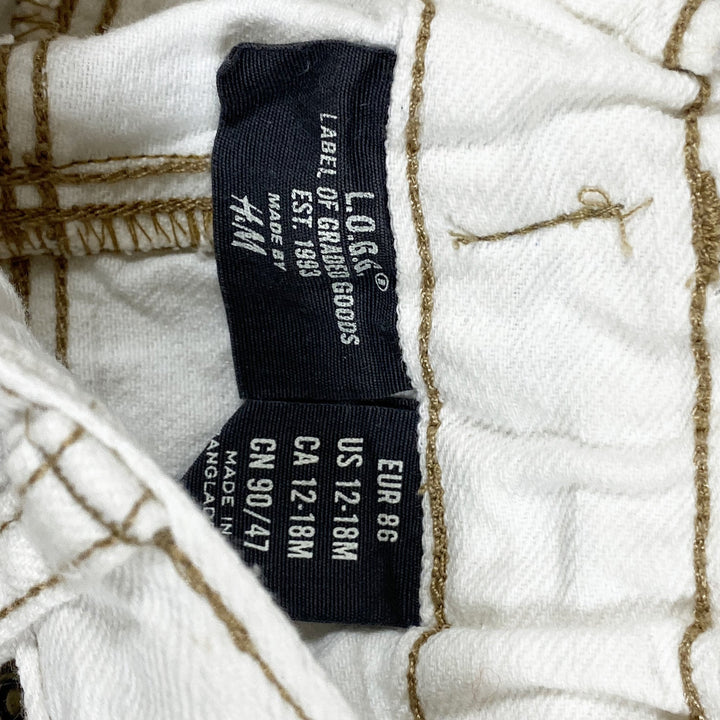 L.O.G.G®
LABEL OF GRADED GOODS
EST. 1993
MADE BY
H&M
EUR 86
US 12-18M
CA 12-18M
CN 90/47
MADE IN